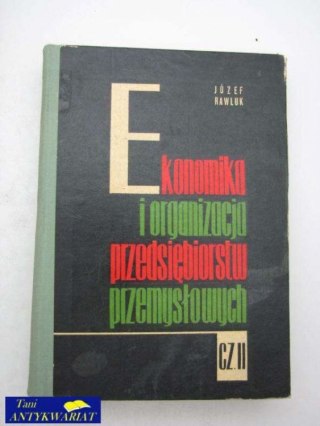 JÓZEF
RAWLUK
Ekonomika
i organizacja
przedsiębiorstw
przemysłowych
CZ. II
Tani
ANTYKWARIAT